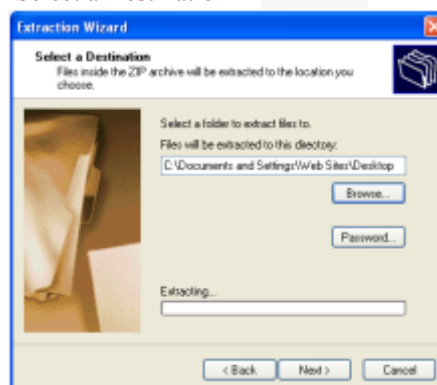 Select a Destination
Extraction Wizard
Select a Destination
Files inside the ZIP archive will be extracted to the location you
choose.
Select a folder to extract files to.
Files will be extracted to this directory:
C:\Documents and Settings\Web Sites\Desktop
Browse...
Password...
Extracting...
< Back
Next >
Cancel